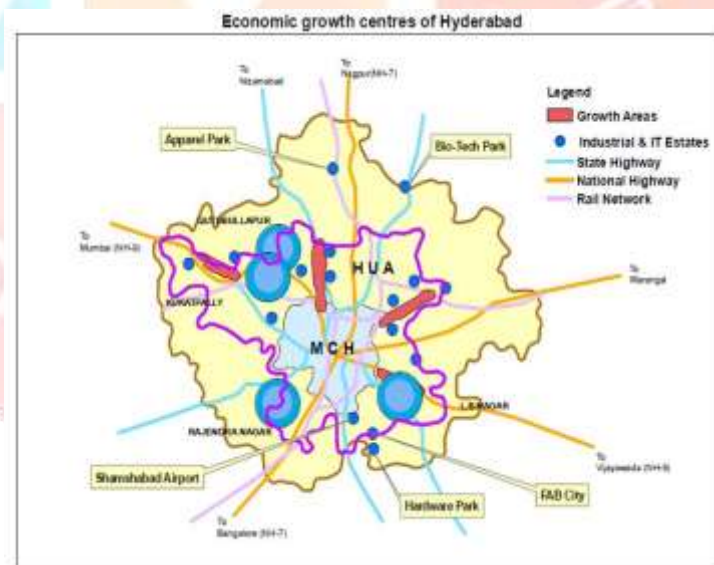 Economic growth centres of Hyderabad
To
Nizamabad
To
Nagpur(NH-7)
Legend
Growth Areas
Industrial & IT Estates
State Highway
National Highway
Rail Network
Apparel Park
Bio-Tech Park
To
Mumbai (NH-9)
HUA
To
Warangal
KUKATPALLY
MCH
L.B.NAGAR
RAJENDRA NAGAR
To
Vijayawada (NH-9)
Shamshabad Airport
FAB City
Hardware Park
To
Bangalore (NH-7)